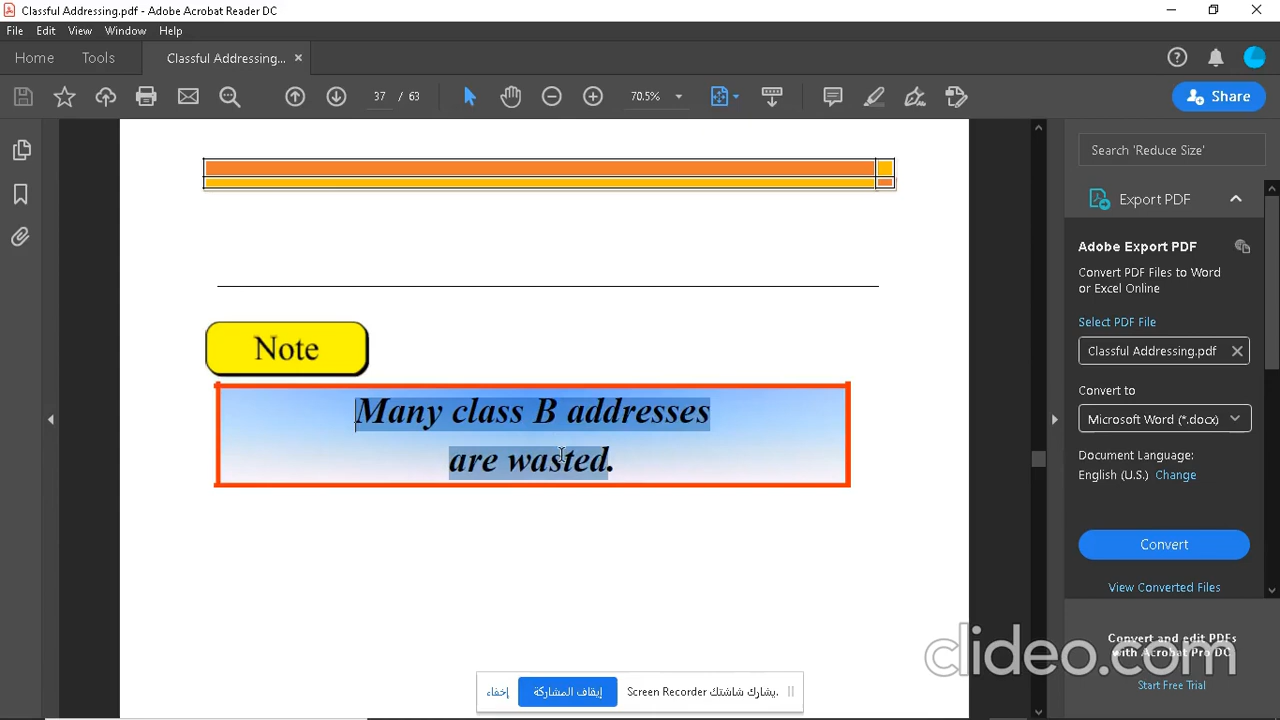 Classful Addressing.pdf - Adobe Acrobat Reader DC
File Edit View Window Help
Home Tools Classful Addressing... ×
37 / 63 70.5% Share
Search 'Reduce Size'
Export PDF
Adobe Export PDF
Convert PDF Files to Word
or Excel Online
Select PDF File
Classful Addressing.pdf
Convert to
Microsoft Word (*.docx)
Document Language:
English (U.S.) Change
Convert
View Converted Files
Convert and edit PDFs
with Acrobat Pro DC
Start Free Trial
Note
Many class B addresses
are wasted.
clideo.com
يشارك شاشتك Screen Recorder. إيقاف المشاركة إخفاء